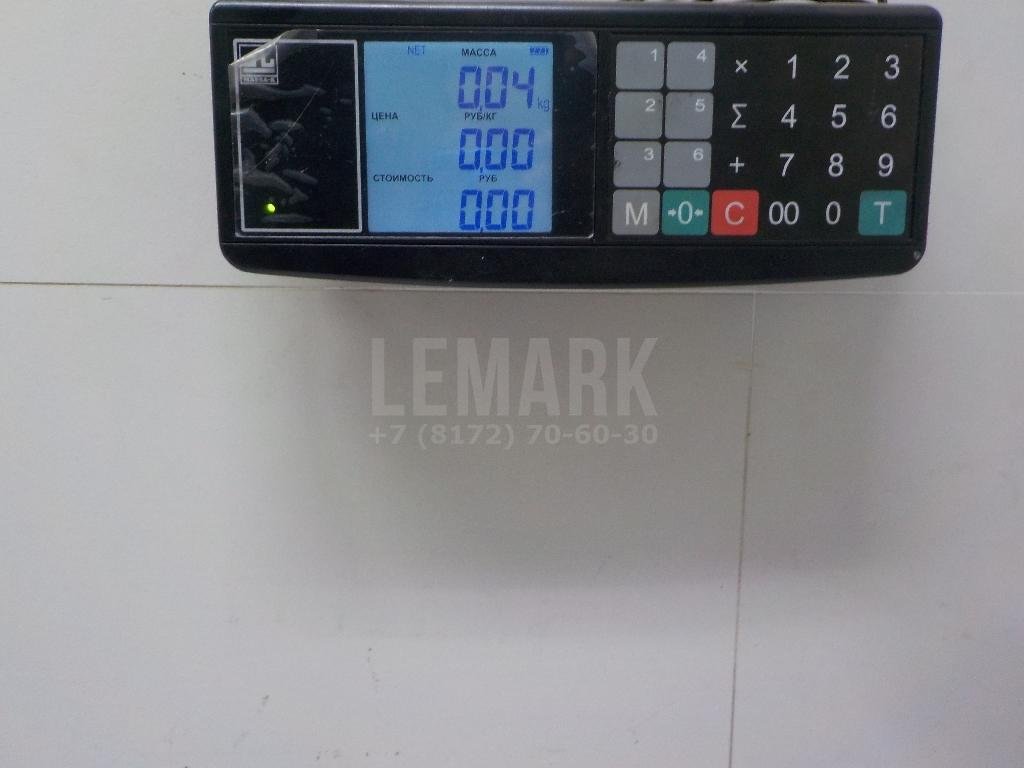 MASSA-K
NET МАССА
0,04 kg
ЦЕНА РУБ/КГ
0,00
СТОИМОСТЬ РУБ
0,00
1 4 × 1 2 3
2 5 Σ 4 5 6
3 6 + 7 8 9
M →0← C 00 0 T
LEMARK
+7 (8172) 70-60-30